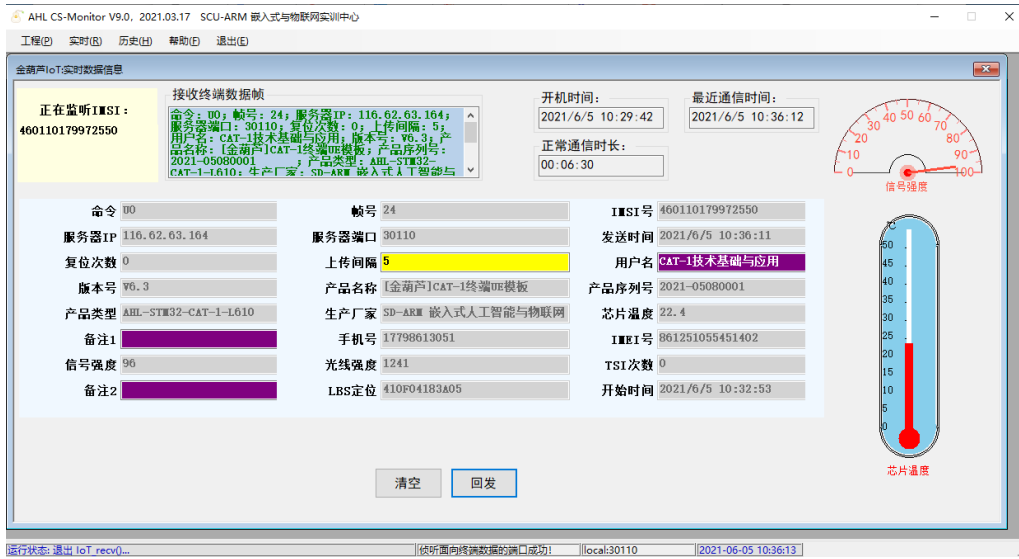 AHL CS-Monitor V9.0，2021.03.17 SCU-ARM 嵌入式与物联网实训中心
工程(P) 实时(R) 历史(H) 帮助(F) 退出(E)
金葫芦IoT:实时数据信息
正在监听IMSI：
460110179972550
接收终端数据帧
命令：U0；帧号：24；服务器IP：116.62.63.164；
服务器端口：30110；复位次数：0；上传间隔：5；
用户名：CAT-1技术基础与应用；版本号：V6.3；产
品名称：[金葫芦]CAT-1终端UE模板；产品序列号：
2021-05080001 ；产品类型：AHL-STM32-
CAT-1-L610；生产厂家：SD-ARM 嵌入式人工智能与
开机时间：
2021/6/5 10:29:42
最近通信时间：
2021/6/5 10:36:12
正常通信时长：
00:06:30
0 10 20 30 40 50 60 70 80 90 100
信号强度
命令 U0 帧号 24 IMSI号 460110179972550
服务器IP 116.62.63.164 服务器端口 30110 发送时间 2021/6/5 10:36:11
复位次数 0 上传间隔 5 用户名 CAT-1技术基础与应用
版本号 V6.3 产品名称 [金葫芦]CAT-1终端UE模板 产品序列号 2021-05080001
产品类型 AHL-STM32-CAT-1-L610 生产厂家 SD-ARM 嵌入式人工智能与物联网 芯片温度 22.4
备注1 手机号 17798613051 IMEI号 861251055451402
信号强度 96 光线强度 1241 TSI次数 0
备注2 LBS定位 410F04183A05 开始时间 2021/6/5 10:32:53
℃
50
45
40
35
30
25
20
15
10
5
0
芯片温度
清空 回发
运行状态: 退出 IoT_recv()... 侦听面向终端数据的端口成功! local:30110 2021-06-05 10:36:13